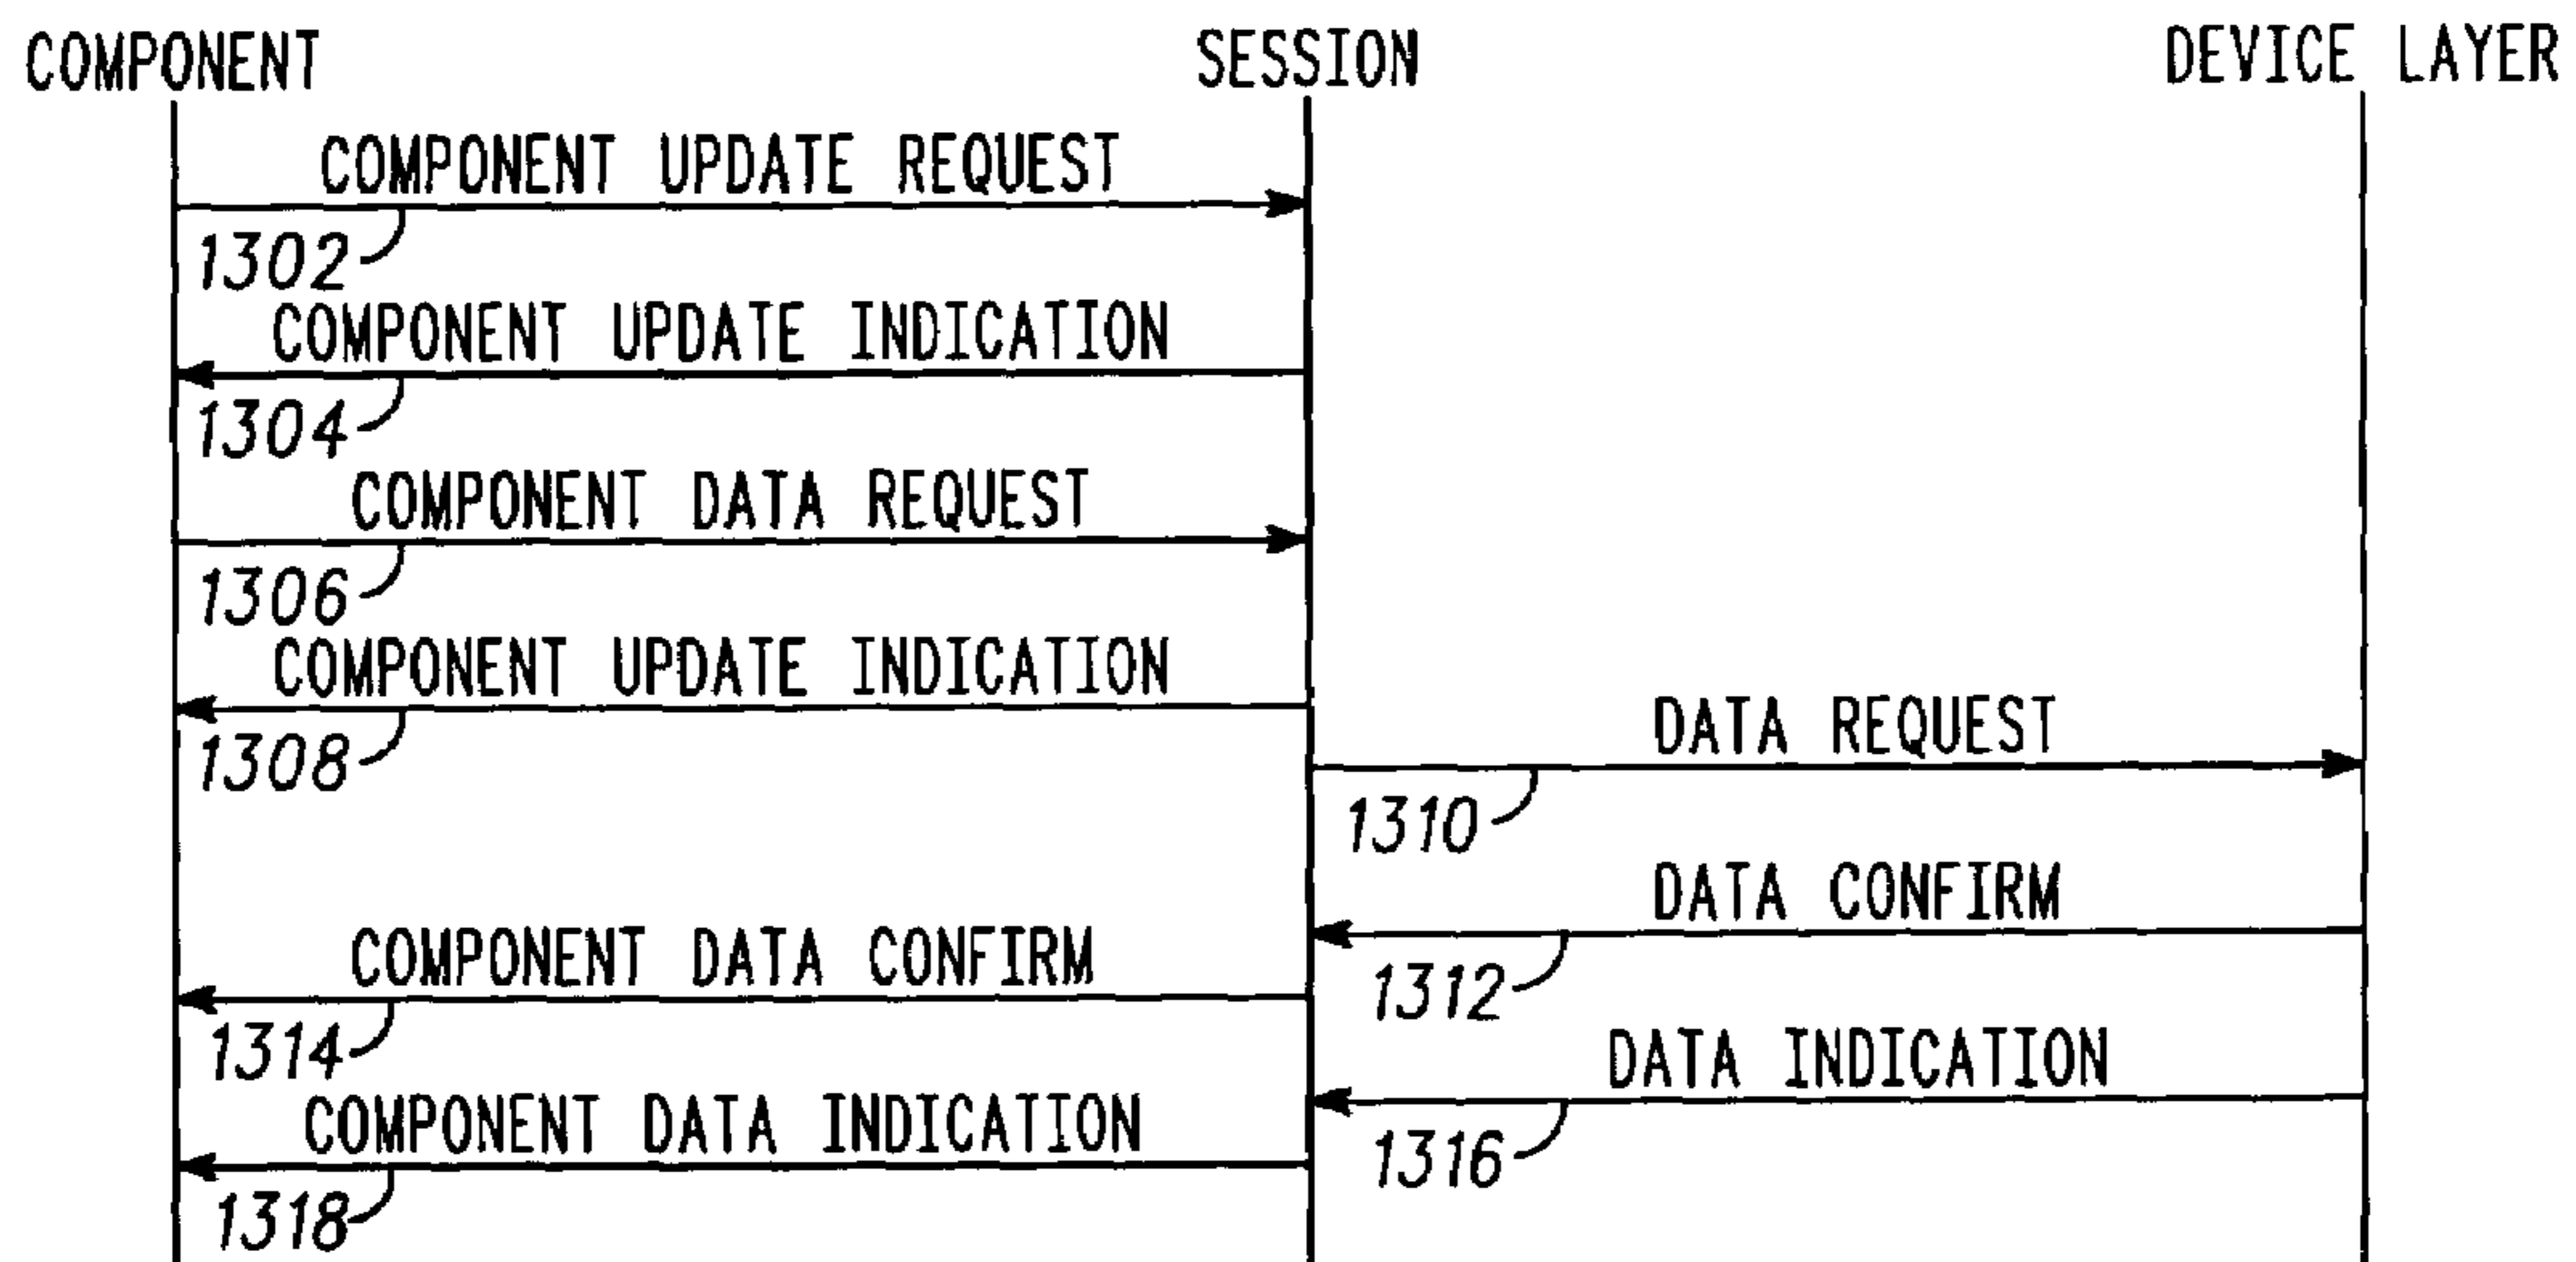 COMPONENT
SESSION
DEVICE LAYER
COMPONENT UPDATE REQUEST
1302
COMPONENT UPDATE INDICATION
1304
COMPONENT DATA REQUEST
1306
COMPONENT UPDATE INDICATION
1308
DATA REQUEST
1310
DATA CONFIRM
1312
COMPONENT DATA CONFIRM
1314
DATA INDICATION
1316
COMPONENT DATA INDICATION
1318